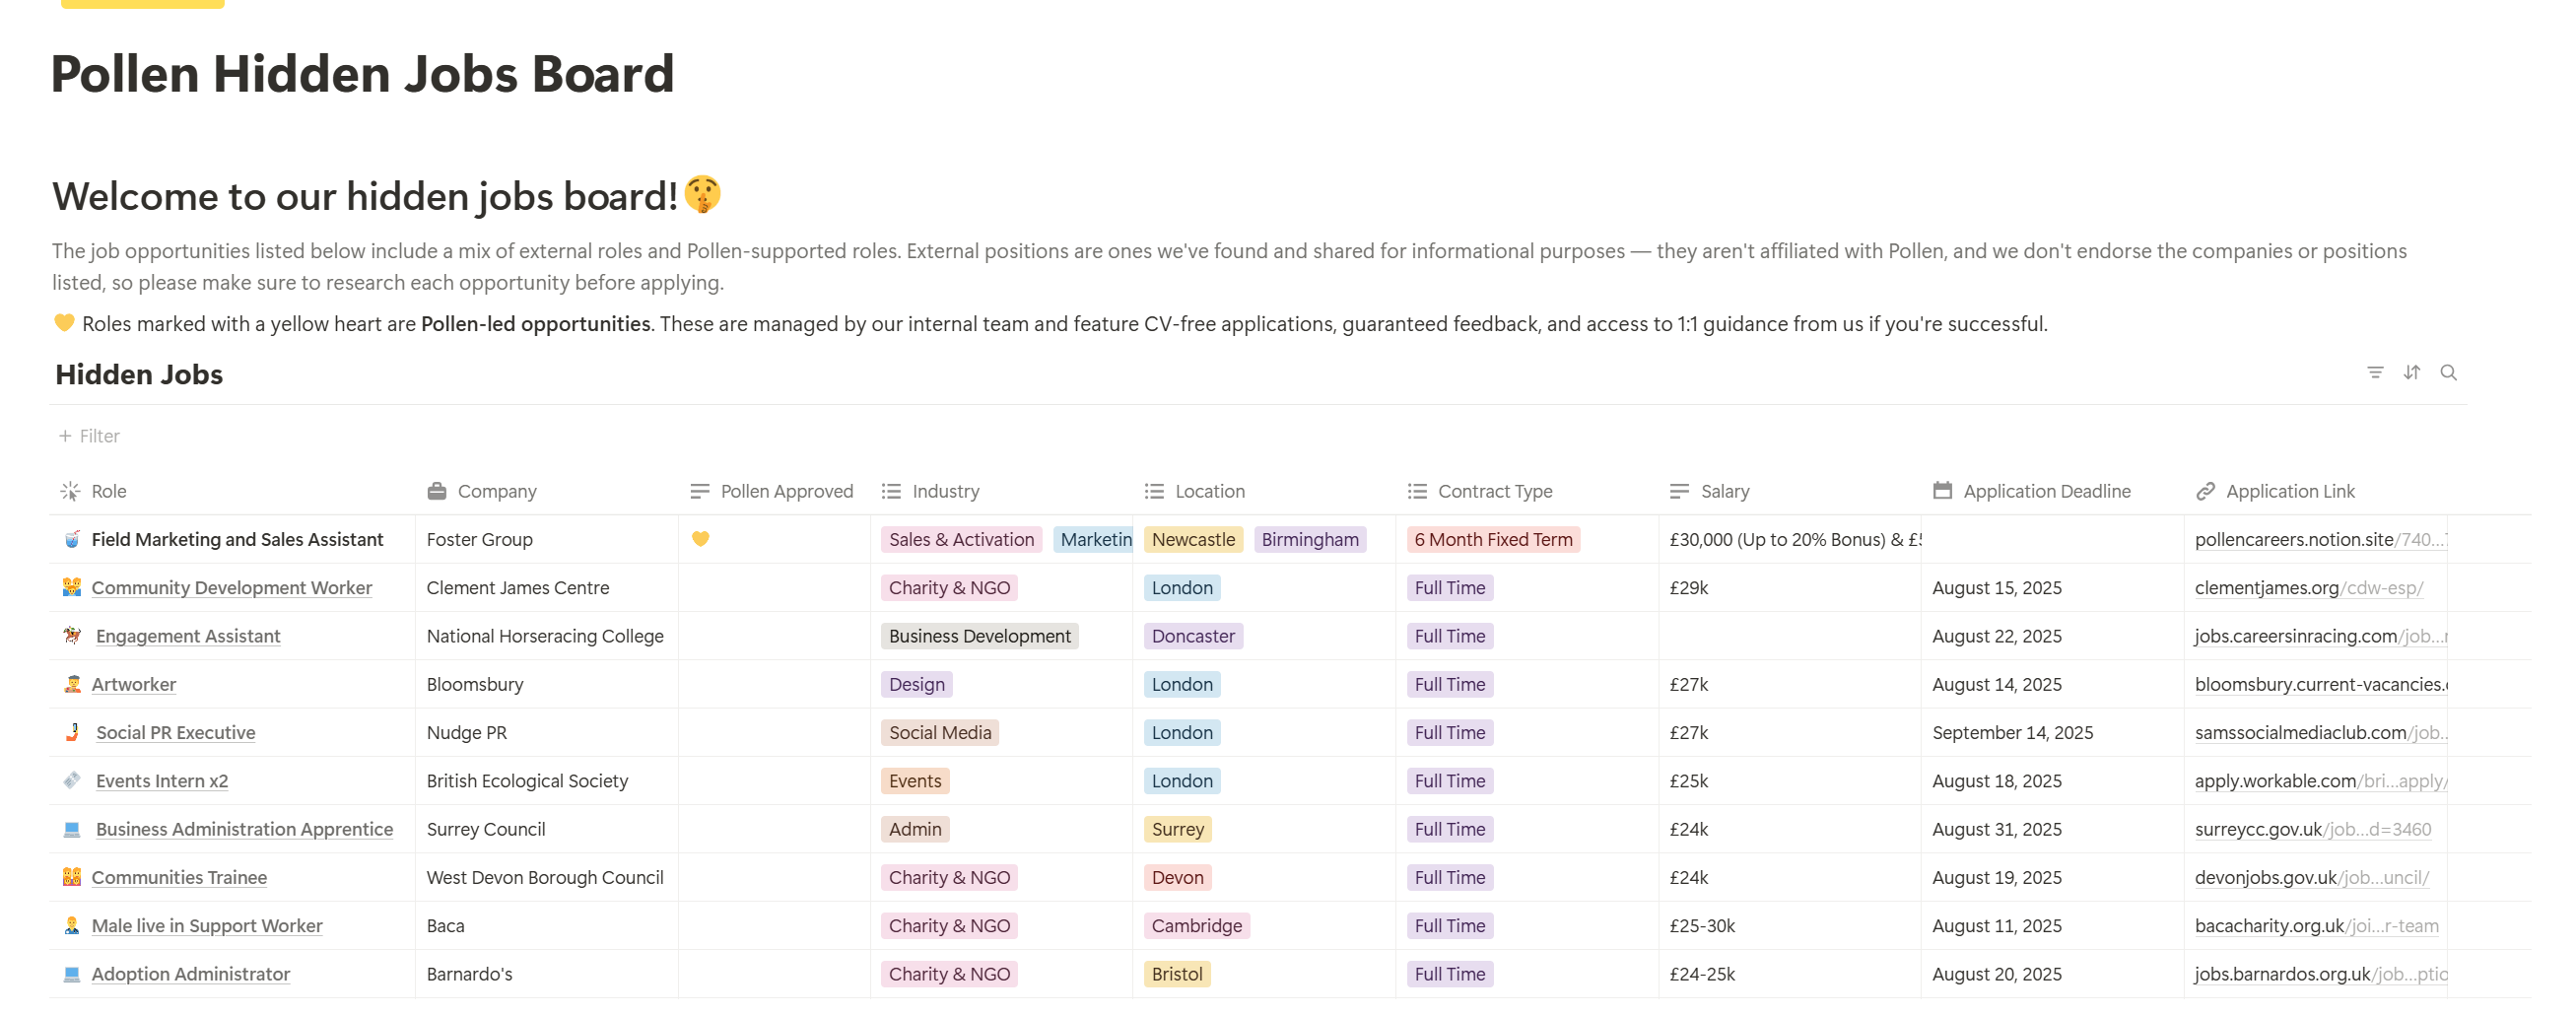 Pollen Hidden Jobs Board
Welcome to our hidden jobs board!
The job opportunities listed below include a mix of external roles and Pollen-supported roles. External positions are ones we've found and shared for informational purposes — they aren't affiliated with Pollen, and we don't endorse the companies or positions
listed, so please make sure to research each opportunity before applying.
💛 Roles marked with a yellow heart are Pollen-led opportunities. These are managed by our internal team and feature CV-free applications, guaranteed feedback, and access to 1:1 guidance from us if you're successful.
Hidden Jobs
+ Filter
Role Company Pollen Approved Industry Location Contract Type Salary Application Deadline Application Link
Field Marketing and Sales Assistant Foster Group 💛 Sales & Activation Marketin Newcastle Birmingham 6 Month Fixed Term £30,000 (Up to 20% Bonus) & £5 pollencareers.notion.site/740...
Community Development Worker Clement James Centre Charity & NGO London Full Time £29k August 15, 2025 clementjames.org/cdw-esp/
Engagement Assistant National Horseracing College Business Development Doncaster Full Time August 22, 2025 jobs.careersinracing.com/job...
Artworker Bloomsbury Design London Full Time £27k August 14, 2025 bloomsbury.current-vacancies.
Social PR Executive Nudge PR Social Media London Full Time £27k September 14, 2025 samssocialmediaclub.com/job..
Events Intern x2 British Ecological Society Events London Full Time £25k August 18, 2025 apply.workable.com/bri...apply/
Business Administration Apprentice Surrey Council Admin Surrey Full Time £24k August 31, 2025 surreycc.gov.uk/job...d=3460
Communities Trainee West Devon Borough Council Charity & NGO Devon Full Time £24k August 19, 2025 devonjobs.gov.uk/job...uncil/
Male live in Support Worker Baca Charity & NGO Cambridge Full Time £25-30k August 11, 2025 bacacharity.org.uk/joi...r-team
Adoption Administrator Barnardo's Charity & NGO Bristol Full Time £24-25k August 20, 2025 jobs.barnardos.org.uk/job...ptio